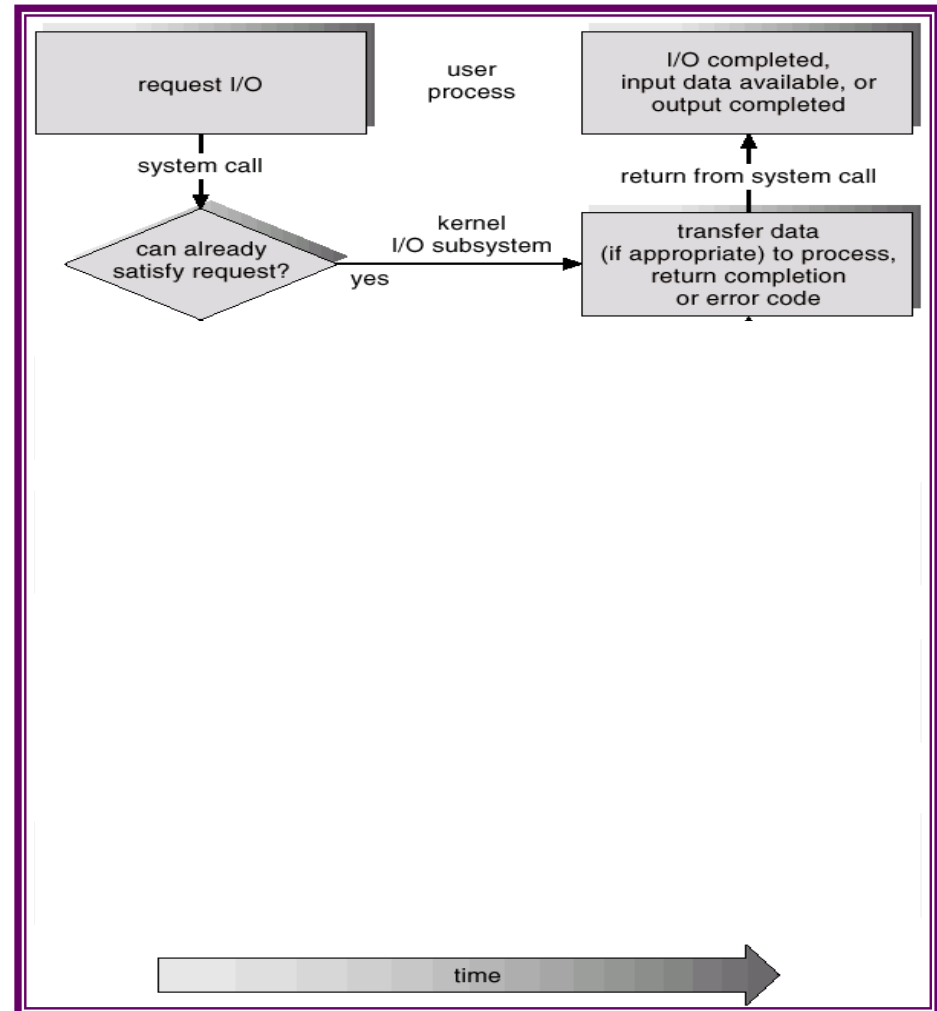 request I/O
user
process
I/O completed,
input data available, or
output completed
system call
return from system call
can already
satisfy request?
kernel
I/O subsystem
yes
transfer data
(if appropriate) to process,
return completion
or error code
time